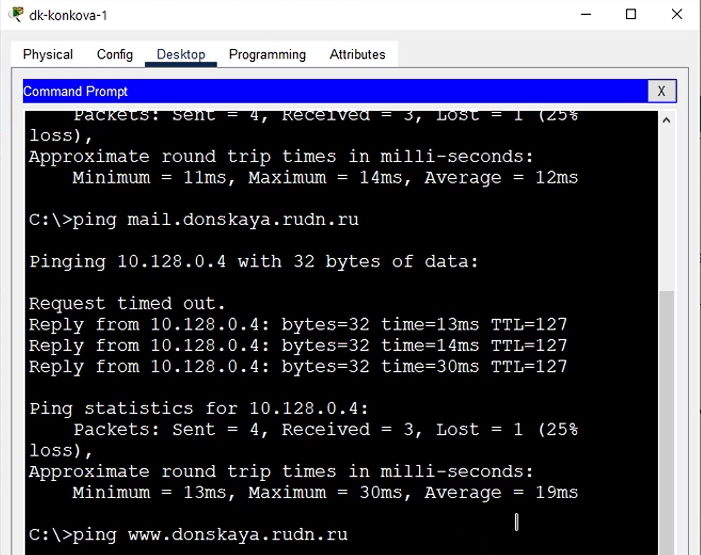 dk-konkova-1
Physical Config Desktop Programming Attributes
Command Prompt X
Packets: Sent = 4, Received = 3, Lost = 1 (25%
loss),
Approximate round trip times in milli-seconds:
Minimum = 11ms, Maximum = 14ms, Average = 12ms
C:\>ping mail.donskaya.rudn.ru
Pinging 10.128.0.4 with 32 bytes of data:
Request timed out.
Reply from 10.128.0.4: bytes=32 time=13ms TTL=127
Reply from 10.128.0.4: bytes=32 time=14ms TTL=127
Reply from 10.128.0.4: bytes=32 time=30ms TTL=127
Ping statistics for 10.128.0.4:
Packets: Sent = 4, Received = 3, Lost = 1 (25%
loss),
Approximate round trip times in milli-seconds:
Minimum = 13ms, Maximum = 30ms, Average = 19ms
C:\>ping www.donskaya.rudn.ru